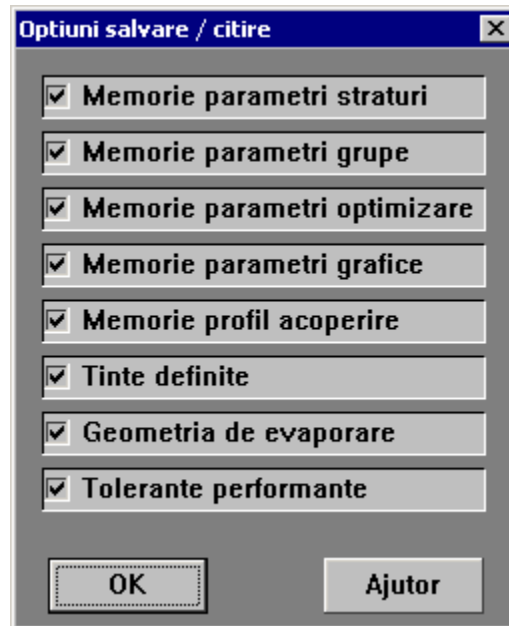 Optiuni salvare / citire
Memorie parametri straturi
Memorie parametri grupe
Memorie parametri optimizare
Memorie parametri grafice
Memorie profil acoperire
Tinte definite
Geometria de evaporare
Tolerante performante
OK Ajutor